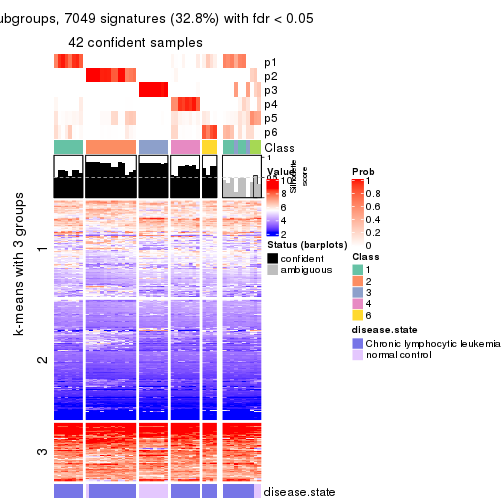 ubgroups, 7049 signatures (32.8%) with fdr < 0.05
42 confident samples
p1
p2
p3
p4
p5
p6
Class
1
0.5
0
Silhouette
score
k-means with 3 groups
1
2
3
Value
10
8
6
4
2
Status (barplots)
confident
ambiguous
Prob
1
0.8
0.6
0.4
0.2
0
Class
1
2
3
4
6
disease.state
Chronic lymphocytic leukemia
normal control
disease.state